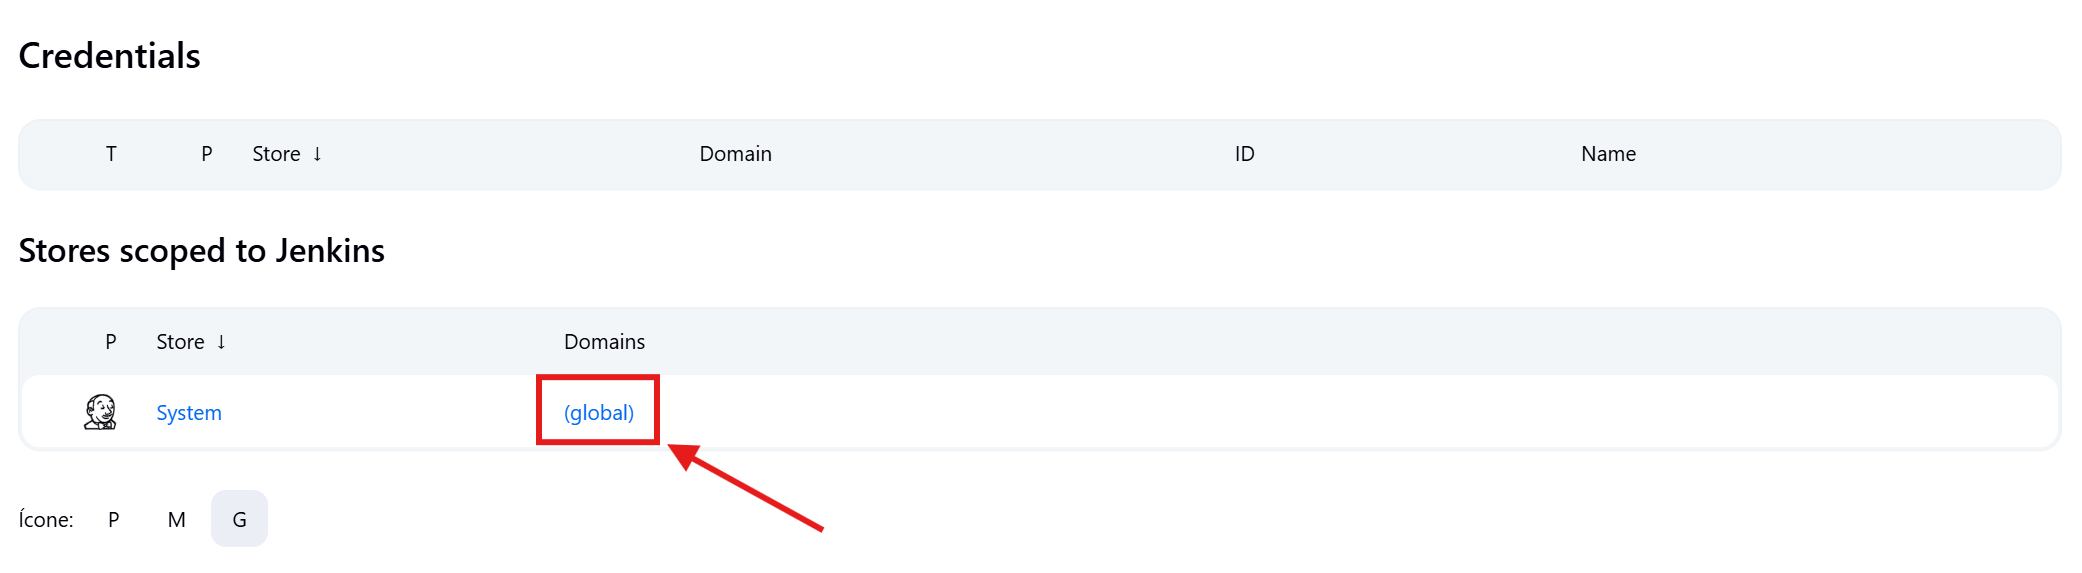 Credentials
T P Store ↓ Domain ID Name
Stores scoped to Jenkins
P Store ↓ Domains
System (global)
Ícone: P M G